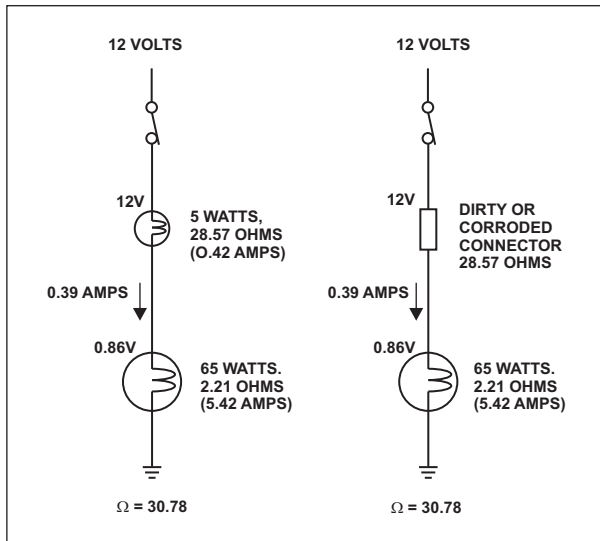 12 VOLTS
12V
5 WATTS,
28.57 OHMS
(O.42 AMPS)
0.39 AMPS
0.86V
65 WATTS.
2.21 OHMS
(5.42 AMPS)
Ω = 30.78
12 VOLTS
12V
DIRTY OR
CORRODED
CONNECTOR
28.57 OHMS
0.39 AMPS
0.86V
65 WATTS.
2.21 OHMS
(5.42 AMPS)
Ω = 30.78